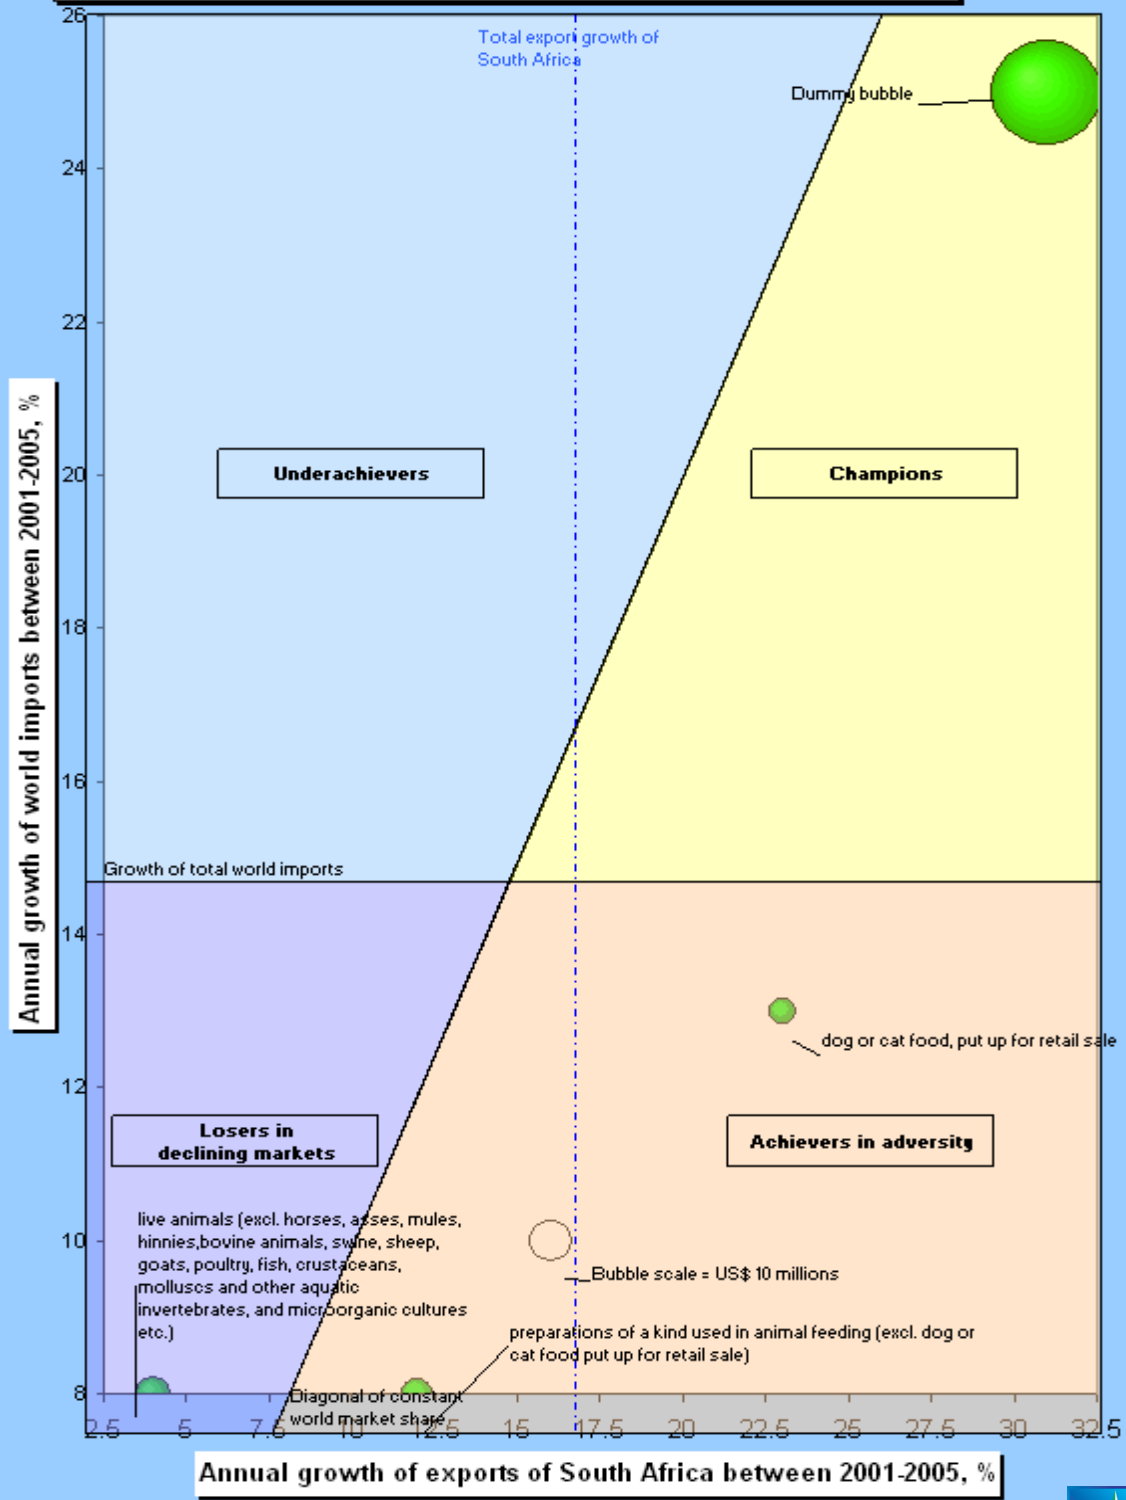 26
Total export growth of
South Africa
Dummy bubble
24
22
Annual growth of world imports between 2001-2005, %
20
Underachievers
Champions
18
16
Growth of total world imports
14
dog or cat food, put up for retail sale
12
Losers in
declining markets
Achievers in adversity
live animals (excl. horses, asses, mules,
hinnies,bovine animals, swine, sheep,
goats, poultry, fish, crustaceans,
molluscs and other aquatic
invertebrates, and microorganic cultures
etc.)
10
Bubble scale = US$ 10 millions
preparations of a kind used in animal feeding (excl. dog or
cat food put up for retail sale)
8
Diagonal of constant
world market share
2.5 5 7.5 10 12.5 15 17.5 20 22.5 25 27.5 30 32.5
Annual growth of exports of South Africa between 2001-2005, %